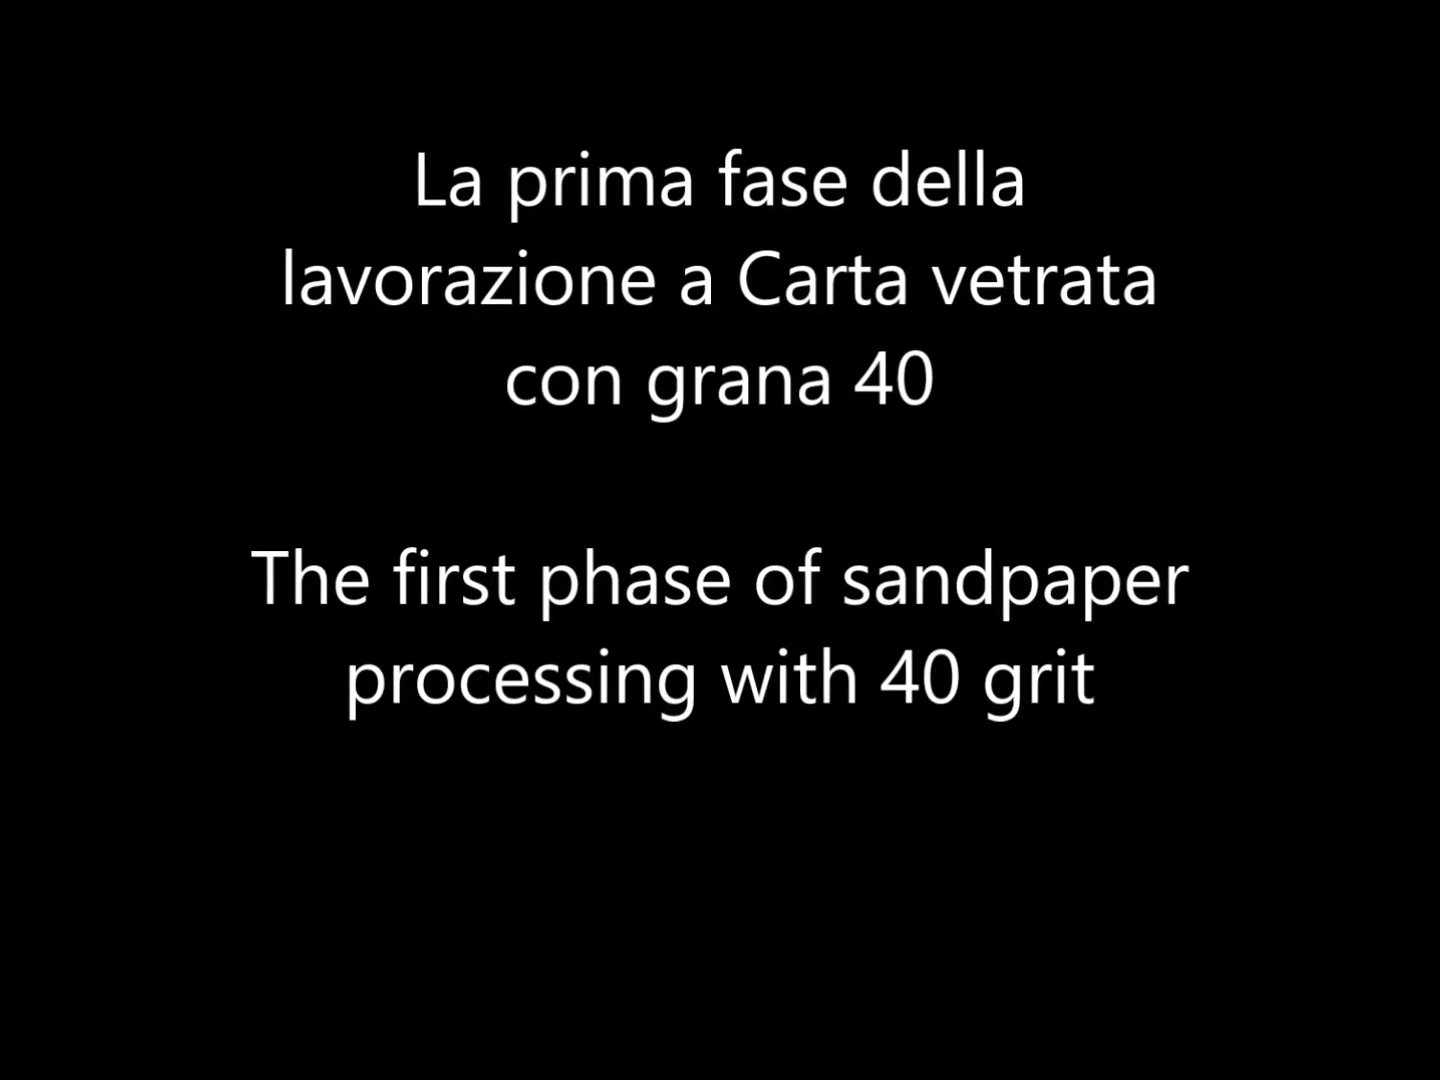 La prima fase della
lavorazione a Carta vetrata
con grana 40
The first phase of sandpaper
processing with 40 grit